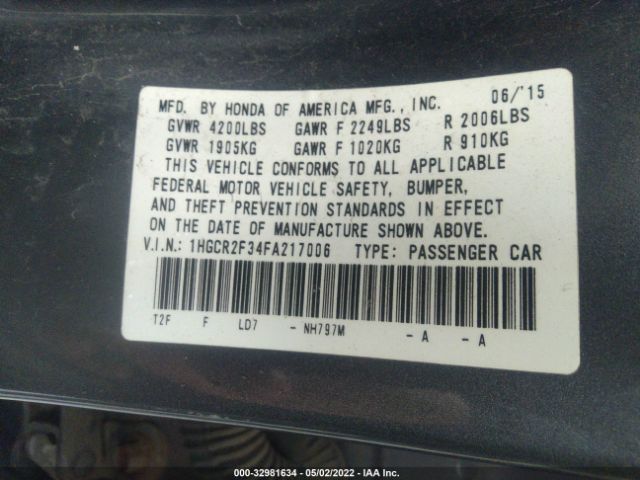 MFD. BY HONDA OF AMERICA MFG., INC. 06/'15
GVWR 4200LBS GAWR F 2249LBS R 2006LBS
GVWR 1905KG GAWR F 1020KG R 910KG
THIS VEHICLE CONFORMS TO ALL APPLICABLE
FEDERAL MOTOR VEHICLE SAFETY, BUMPER,
AND THEFT PREVENTION STANDARDS IN EFFECT
ON THE DATE OF MANUFACTURE SHOWN ABOVE.
V.I.N.: 1HGCR2F34FA217006 TYPE: PASSENGER CAR
T2F F LD7 - NH797M - A - A
000-32981634 - 05/02/2022 - IAA Inc.